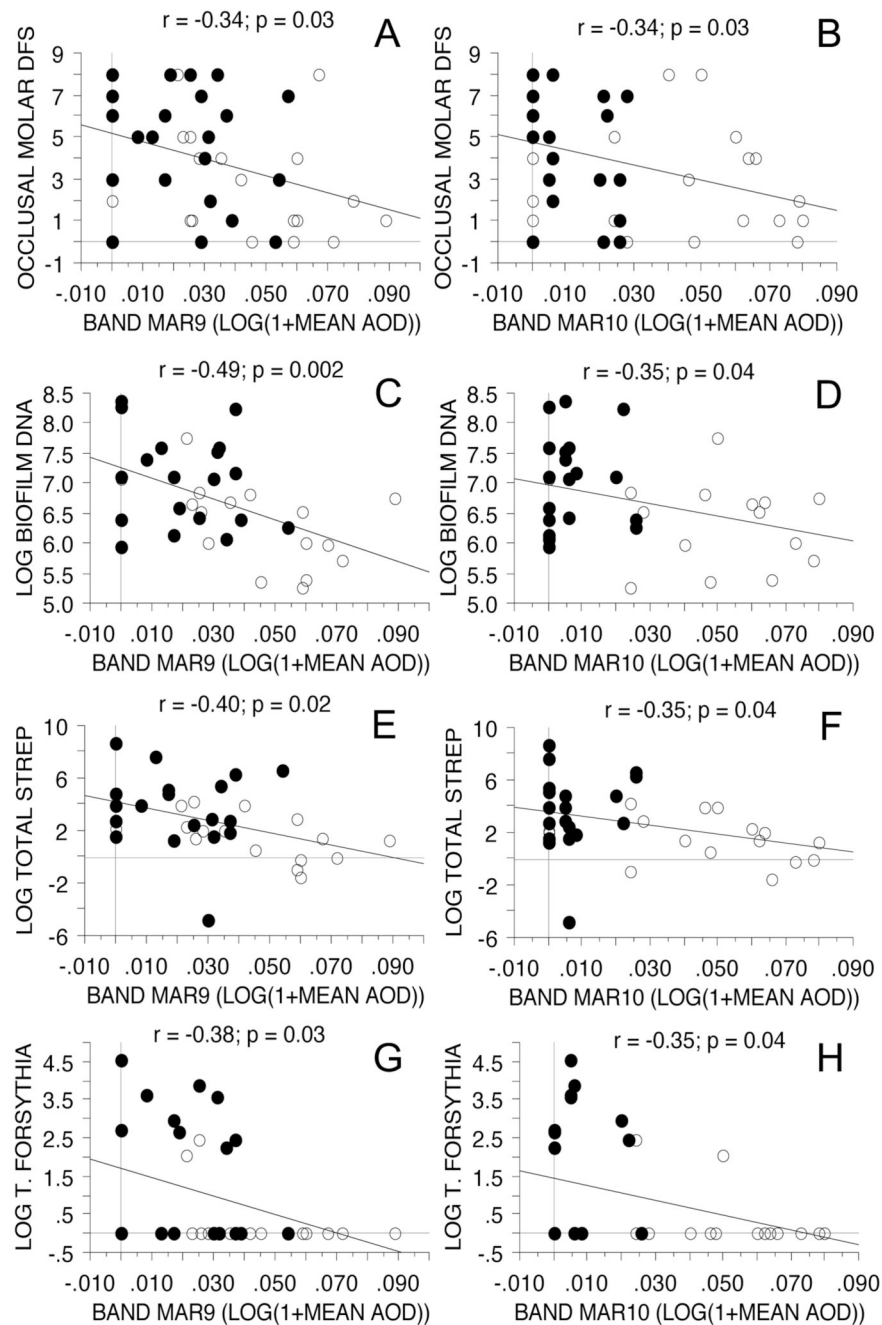 r = -0.34; p = 0.03
A
OCCLUSAL MOLAR DFS
9
7
5
3
1
-1
-.010 .010 .030 .050 .070 .090
BAND MAR9 (LOG(1+MEAN AOD))
r = -0.34; p = 0.03
B
OCCLUSAL MOLAR DFS
9
7
5
3
1
-1
-.010 .010 .030 .050 .070 .090
BAND MAR10 (LOG(1+MEAN AOD))
r = -0.49; p = 0.002
C
LOG BIOFILM DNA
8.5
8.0
7.5
7.0
6.5
6.0
5.0
-.010 .010 .030 .050 .070 .090
BAND MAR9 (LOG(1+MEAN AOD))
r = -0.35; p = 0.04
D
LOG BIOFILM DNA
8.5
8.0
7.5
7.0
6.5
6.0
5.0
-.010 .010 .030 .050 .070 .090
BAND MAR10 (LOG(1+MEAN AOD))
r = -0.40; p = 0.02
E
LOG TOTAL STREP
10
6
2
-2
-6
-.010 .010 .030 .050 .070 .090
BAND MAR9 (LOG(1+MEAN AOD))
r = -0.35; p = 0.04
F
LOG TOTAL STREP
10
6
2
-2
-6
-.010 .010 .030 .050 .070 .090
BAND MAR10 (LOG(1+MEAN AOD))
r = -0.38; p = 0.03
G
LOG T. FORSYTHIA
4.5
3.5
2.5
1.5
.5
-.5
-.010 .010 .030 .050 .070 .090
BAND MAR9 (LOG(1+MEAN AOD))
r = -0.35; p = 0.04
H
LOG T. FORSYTHIA
4.5
3.5
2.5
1.5
.5
-.5
-.010 .010 .030 .050 .070 .090
BAND MAR10 (LOG(1+MEAN AOD))